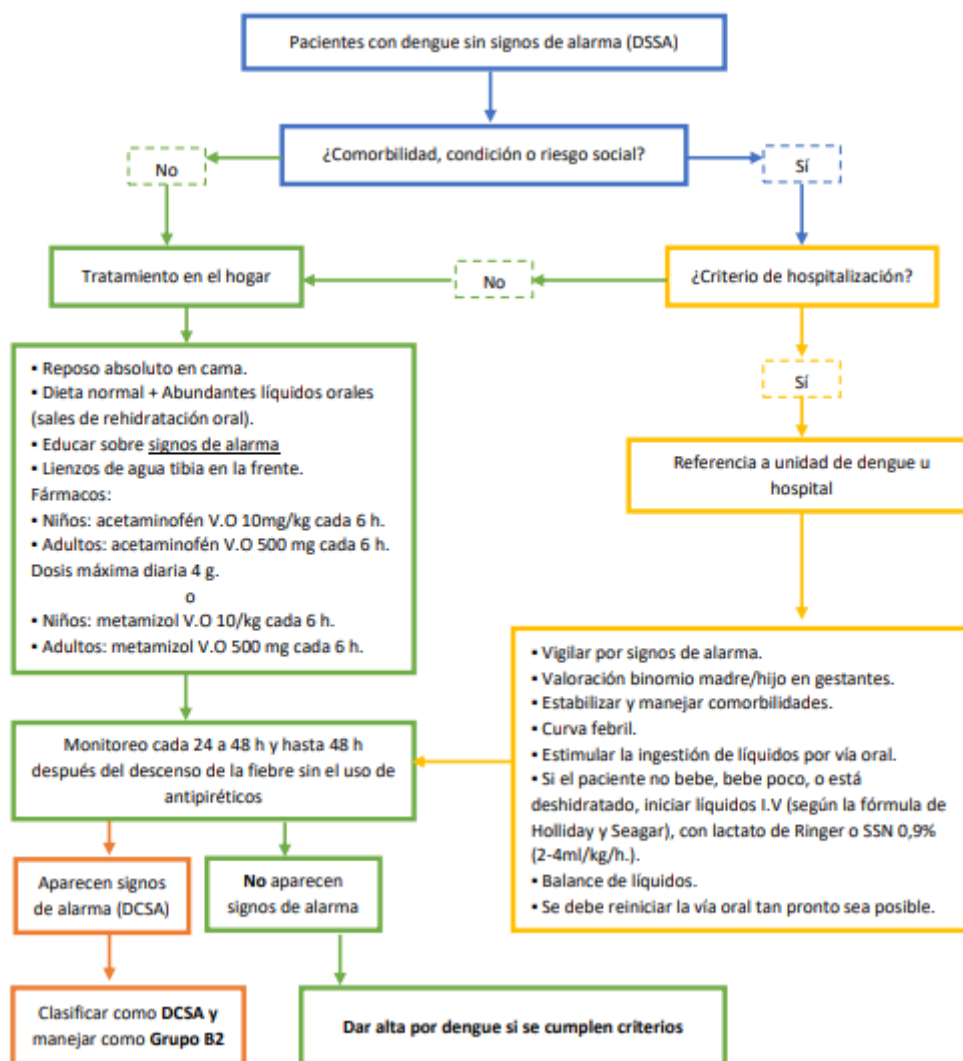 Pacientes con dengue sin signos de alarma (DSSA)
¿Comorbilidad, condición o riesgo social?
No
Sí
Tratamiento en el hogar
No
¿Criterio de hospitalización?
▪ Reposo absoluto en cama.
▪ Dieta normal + Abundantes líquidos orales
(sales de rehidratación oral).
▪ Educar sobre signos de alarma
▪ Lienzos de agua tibia en la frente.
Fármacos:
▪ Niños: acetaminofén V.O 10mg/kg cada 6 h.
▪ Adultos: acetaminofén V.O 500 mg cada 6 h.
Dosis máxima diaria 4 g.
o
▪ Niños: metamizol V.O 10/kg cada 6 h.
▪ Adultos: metamizol V.O 500 mg cada 6 h.
Sí
Referencia a unidad de dengue u
hospital
▪ Vigilar por signos de alarma.
▪ Valoración binomio madre/hijo en gestantes.
▪ Estabilizar y manejar comorbilidades.
▪ Curva febril.
▪ Estimular la ingestión de líquidos por vía oral.
▪ Si el paciente no bebe, bebe poco, o está
deshidratado, iniciar líquidos I.V (según la fórmula de
Holliday y Seagar), con lactato de Ringer o SSN 0,9%
(2-4ml/kg/h.).
▪ Balance de líquidos.
▪ Se debe reiniciar la vía oral tan pronto sea posible.
Monitoreo cada 24 a 48 h y hasta 48 h
después del descenso de la fiebre sin el uso de
antipiréticos
Aparecen signos
de alarma (DCSA)
No aparecen
signos de alarma
Clasificar como DCSA y
manejar como Grupo B2
Dar alta por dengue si se cumplen criterios